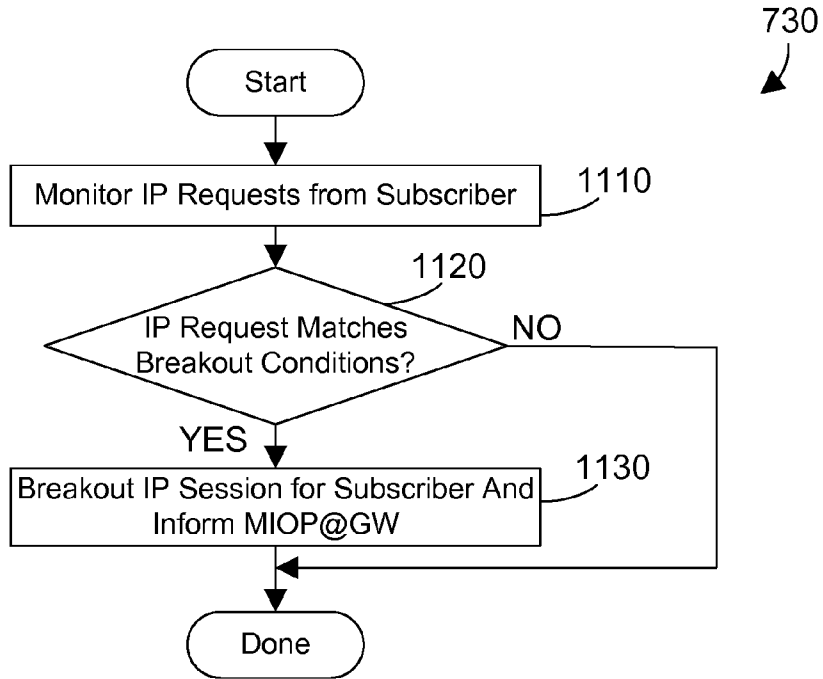 730
Start
Monitor IP Requests from Subscriber
1110
1120
IP Request Matches
Breakout Conditions?
NO
YES
1130
Breakout IP Session for Subscriber And
Inform MIOP@GW
Done